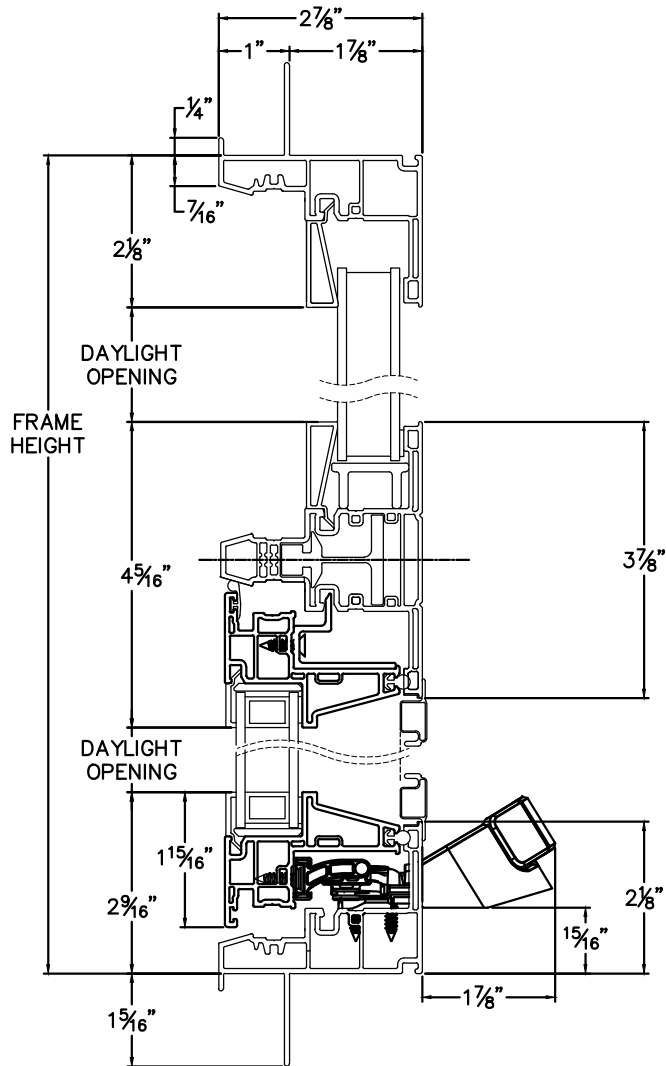 2⅞"
1"
1⅞"
¼"
7/16"
2⅛"
DAYLIGHT
OPENING
FRAME
HEIGHT
4 5/16"
3⅞"
DAYLIGHT
OPENING
1 15/16"
2 9/16"
2⅛"
15/16"
1⅞"
1 5/16"